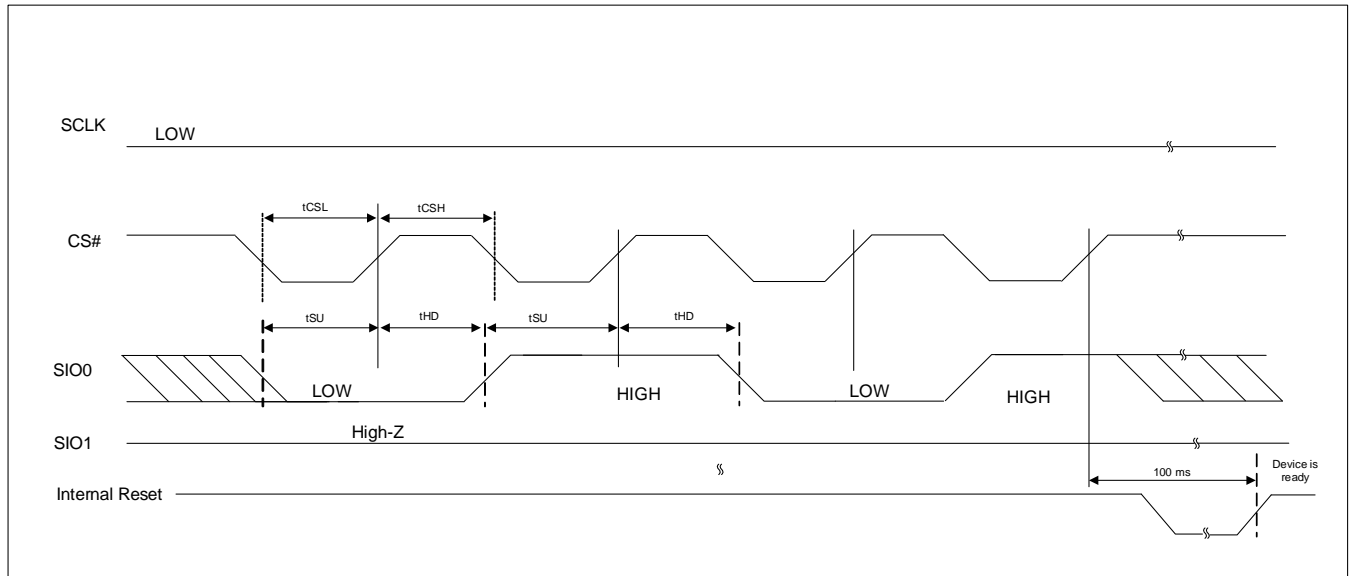 SCLK
LOW
tCSL
tCSH
CS#
tSU
tHD
tSU
tHD
SIO0
LOW
HIGH
LOW
HIGH
High-Z
SIO1
100 ms
Device is
ready
Internal Reset